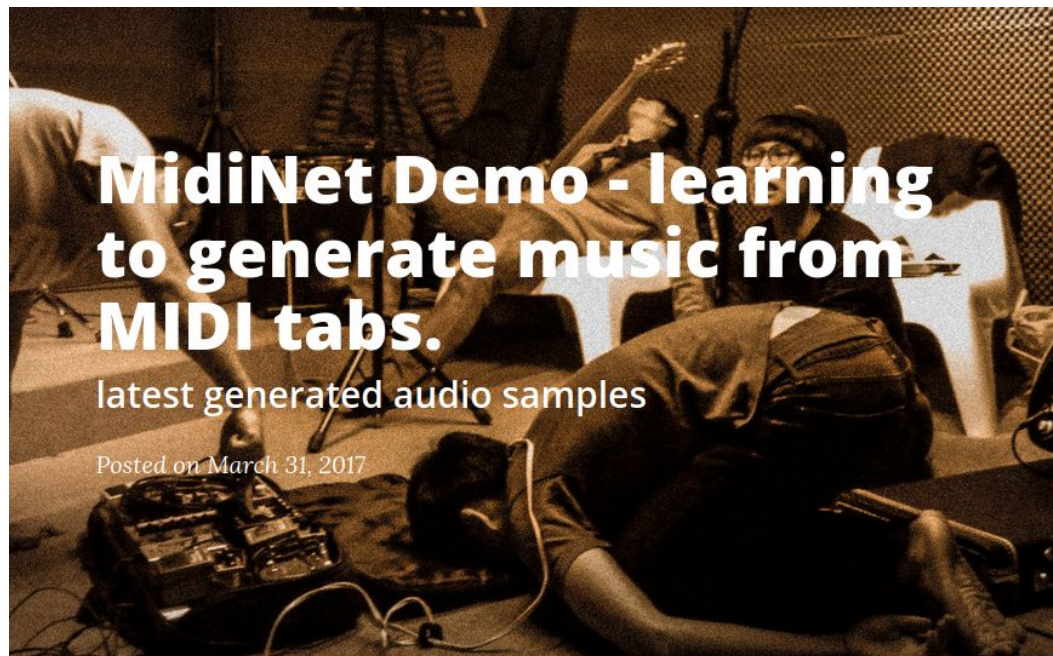 MidiNet Demo - learning
to generate music from
MIDI tabs.
latest generated audio samples
Posted on March 31, 2017